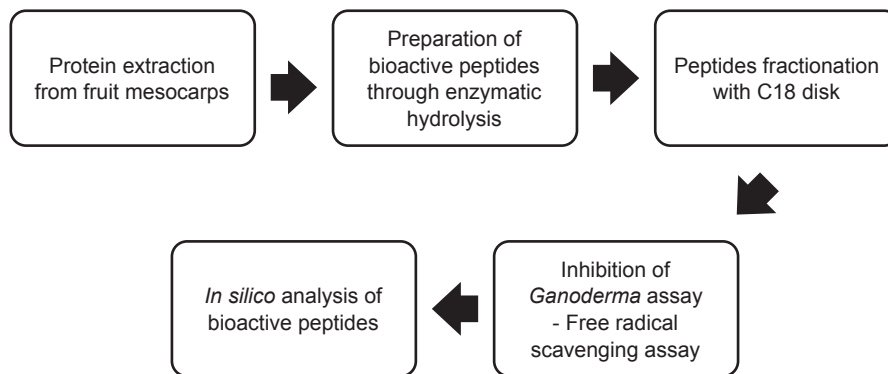 Protein extraction
from fruit mesocarps
Preparation of
bioactive peptides
through enzymatic
hydrolysis
Peptides fractionation
with C18 disk
Inhibition of
Ganoderma assay
- Free radical
scavenging assay
In silico analysis of
bioactive peptides